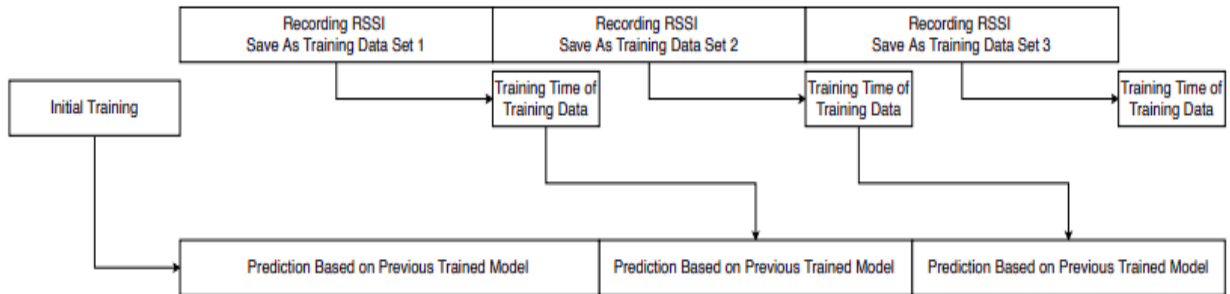 Recording RSSI
Save As Training Data Set 1
Recording RSSI
Save As Training Data Set 2
Recording RSSI
Save As Training Data Set 3
Initial Training
Training Time of
Training Data
Training Time of
Training Data
Training Time of
Training Data
Prediction Based on Previous Trained Model
Prediction Based on Previous Trained Model
Prediction Based on Previous Trained Model